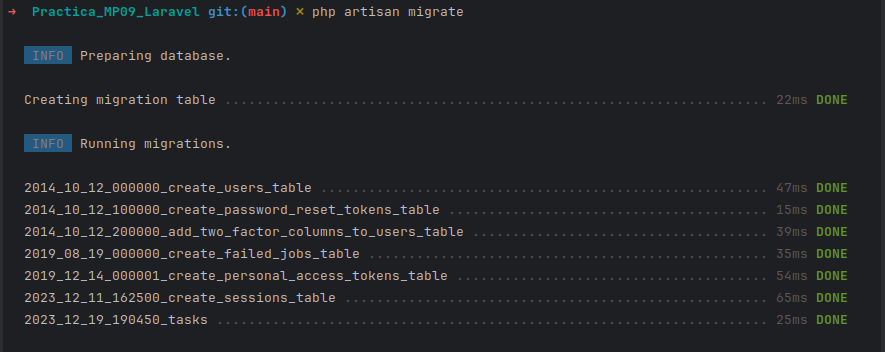 → Practica_MP09_Laravel git:(main) × php artisan migrate
INFO Preparing database.
Creating migration table .................................................................... 22ms DONE
INFO Running migrations.
2014_10_12_000000_create_users_table ........................................................ 47ms DONE
2014_10_12_100000_create_password_reset_tokens_table ........................................ 15ms DONE
2014_10_12_200000_add_two_factor_columns_to_users_table ..................................... 39ms DONE
2019_08_19_000000_create_failed_jobs_table .................................................. 35ms DONE
2019_12_14_000001_create_personal_access_tokens_table ....................................... 54ms DONE
2023_12_11_162500_create_sessions_table ..................................................... 65ms DONE
2023_12_19_190450_tasks ..................................................................... 25ms DONE